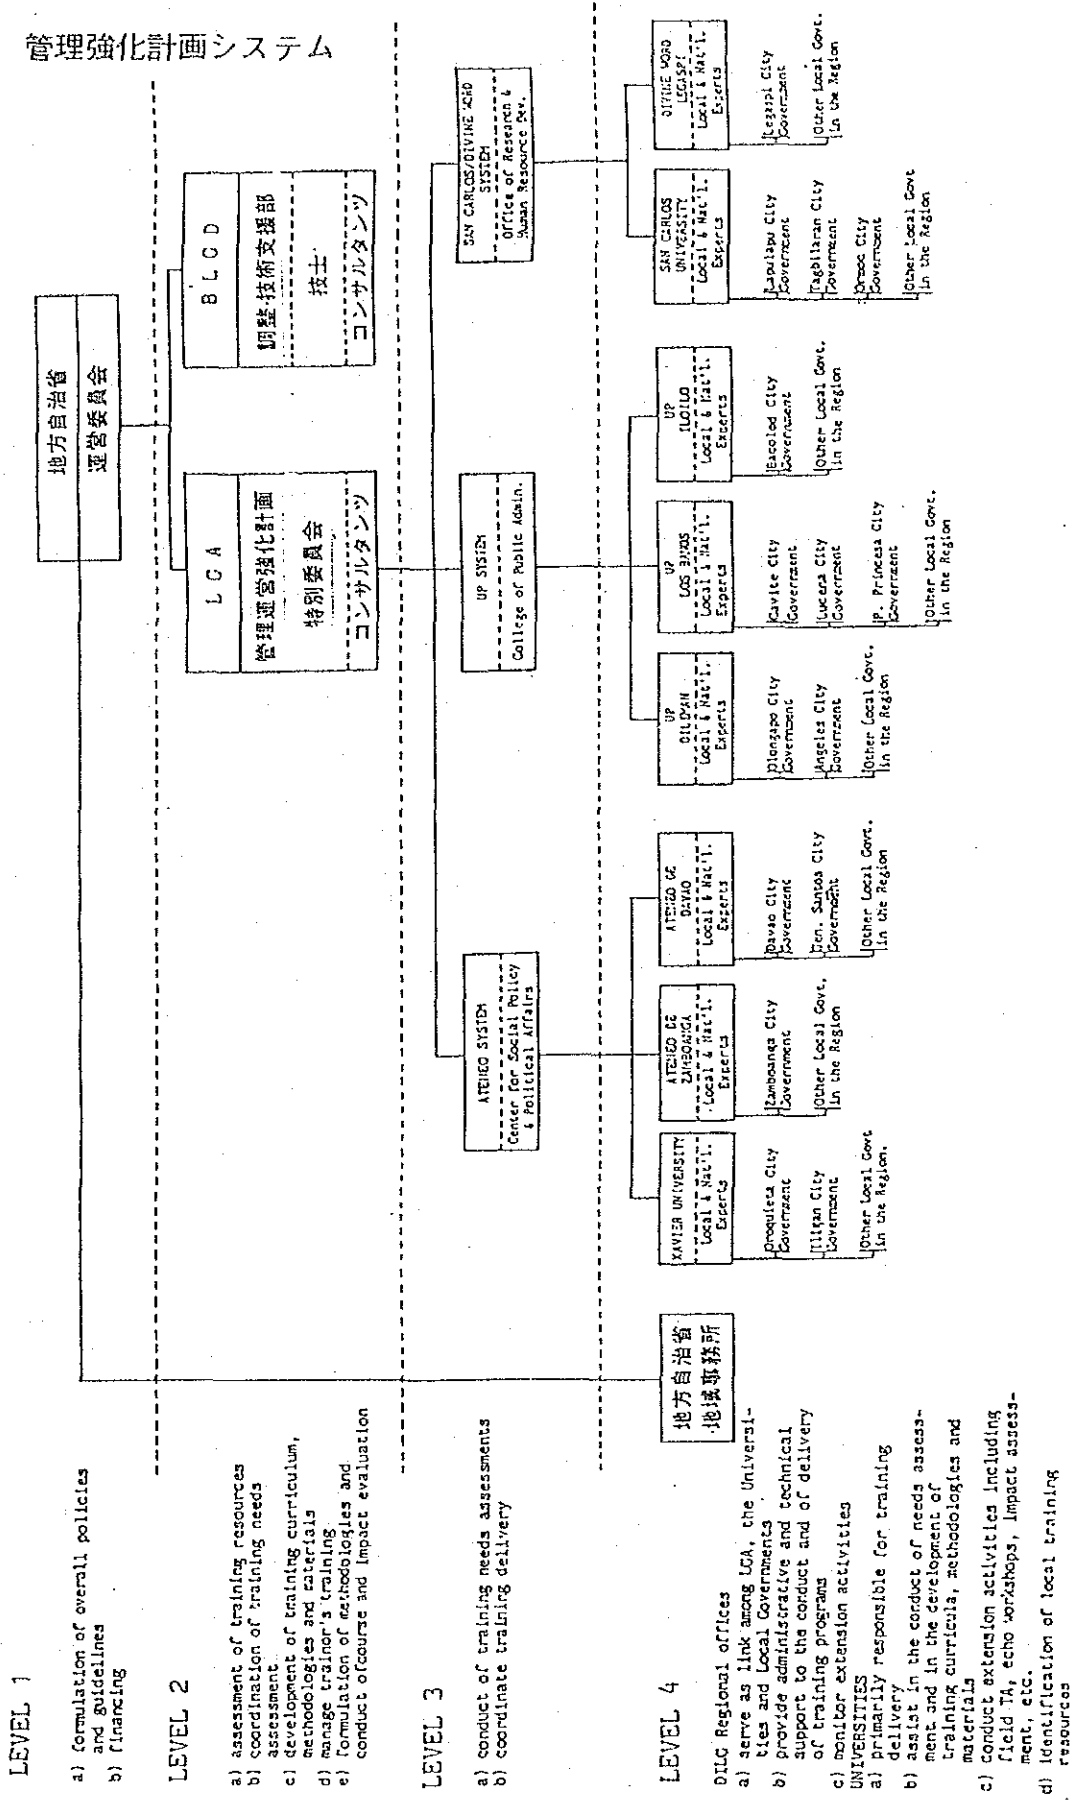 管理強化計画システム
LEVEL 1
a) formulation of overall policies
and guidelines
b) financing
地方自治省
運営委員会
LEVEL 2
a) assessment of training resources
b) coordination of training needs
assessment
c) development of training curriculum,
methodologies and materials
d) manage trainor's training
e) formulation of methodologies and
conduct of course and impact evaluation
L G A
管理運営強化計画
特別委員会
コンサルタンツ
B L G D
調整・技術支援部
技士
コンサルタンツ
LEVEL 3
a) conduct of training needs assessments
b) coordinate training delivery
ATENEO SYSTEM
Center for Social Policy
& Political Affairs
UP SYSTEM
College of Public Admin.
SAN CARLOS/DIVINE WORD
SYSTEM
Office of Research &
Human Resource Dev.
LEVEL 4
DILG Regional offices
a) serve as link among LGA, the Universi-
ties and Local Governments
b) provide administrative and technical
support to the conduct and of delivery
of training programs
c) monitor extension activities
UNIVERSITIES
a) primarily responsible for training
delivery
b) assist in the conduct of needs assess-
ment and in the development of
training curricula, methodologies and
materials
c) Conduct extension activities including
field TA, echo workshops, impact assess-
ment, etc.
d) identification of local training
resources
地方自治省
地域事務所
XAVIER UNIVERSITY
Local & Nat'l.
Experts
Oroquieta City
Government
Iligan City
Government
Other Local Govt
in the Region.
ATENEO DE
ZAMBOANGA
Local & Nat'l.
Experts
Zamboanga City
Government
Other Local Govt.
in the Region
ATENEO DE
DAVAO
Local & Nat'l.
Experts
Davao City
Government
Gen. Santos City
Government
Other Local Govt.
in the Region
UP
DILIMAN
Local & Nat'l.
Experts
Olongapo City
Government
Angeles City
Government
Other Local Govt.
in the Region
UP
LOS BANOS
Local & Nat'l.
Experts
Cavite City
Government
Lucena City
Government
P. Princesa City
Government
Other Local Govt.
in the Region
UP
ILOILO
Local & Nat'l.
Experts
Bacolod City
Government
Other Local Govt.
in the Region
SAN CARLOS
UNIVERSITY
Local & Nat'l.
Experts
Lapulapu City
Government
Tagbilaran City
Government
Ormoc City
Government
Other Local Govt
in the Region
DIVINE WORD
LEGASPI
Local & Nat'l.
Experts
Legaspi City
Government
Other Local Govt.
in the Region